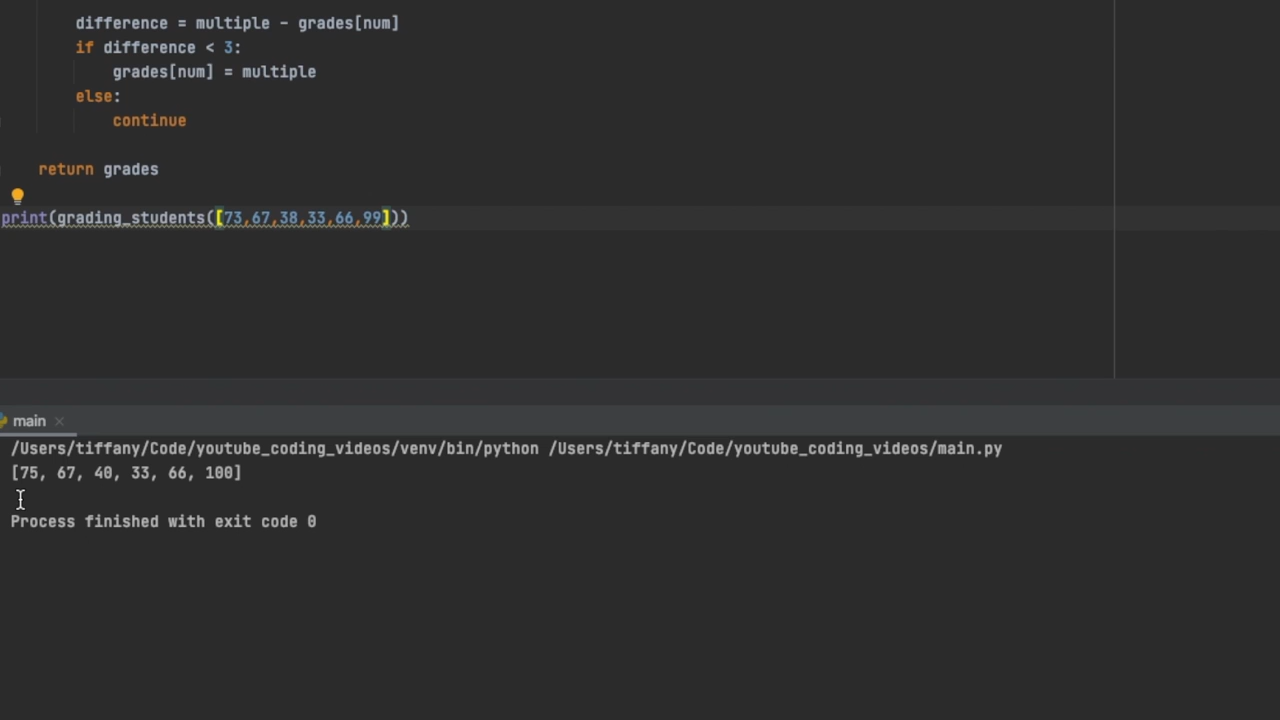 difference = multiple - grades[num]
if difference < 3:
grades[num] = multiple
else:
continue
return grades
print(grading_students([73,67,38,33,66,99]))
main
/Users/tiffany/Code/youtube_coding_videos/venv/bin/python /Users/tiffany/Code/youtube_coding_videos/main.py
[75, 67, 40, 33, 66, 100]
Process finished with exit code 0